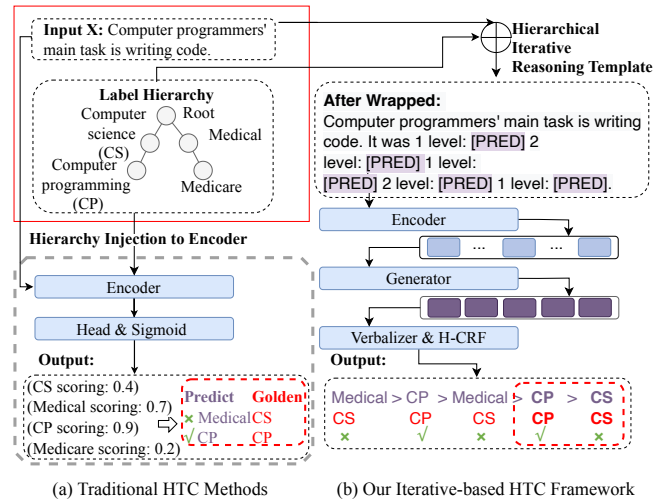 Input X: Computer programmers'
main task is writing code.
Label Hierarchy
Computer
science
(CS)
Root
Medical
Computer
programming
(CP)
Medicare
Hierarchy Injection to Encoder
Encoder
Head & Sigmoid
Output:
(CS scoring: 0.4)
(Medical scoring: 0.7)
(CP scoring: 0.9)
(Medicare scoring: 0.2)
Predict Golden
× Medical CS
√ CP CP
(a) Traditional HTC Methods
Hierarchical
Iterative
Reasoning Template
After Wrapped:
Computer programmers' main task is writing
code. It was 1 level: [PRED] 2
level: [PRED] 1 level:
[PRED] 2 level: [PRED] 1 level: [PRED].
Encoder
...
...
Generator
Verbalizer & H-CRF
Output:
Medical > CP > Medical > CP > CS
CS CP CS CP CS
× √ × √ ×
(b) Our Iterative-based HTC Framework